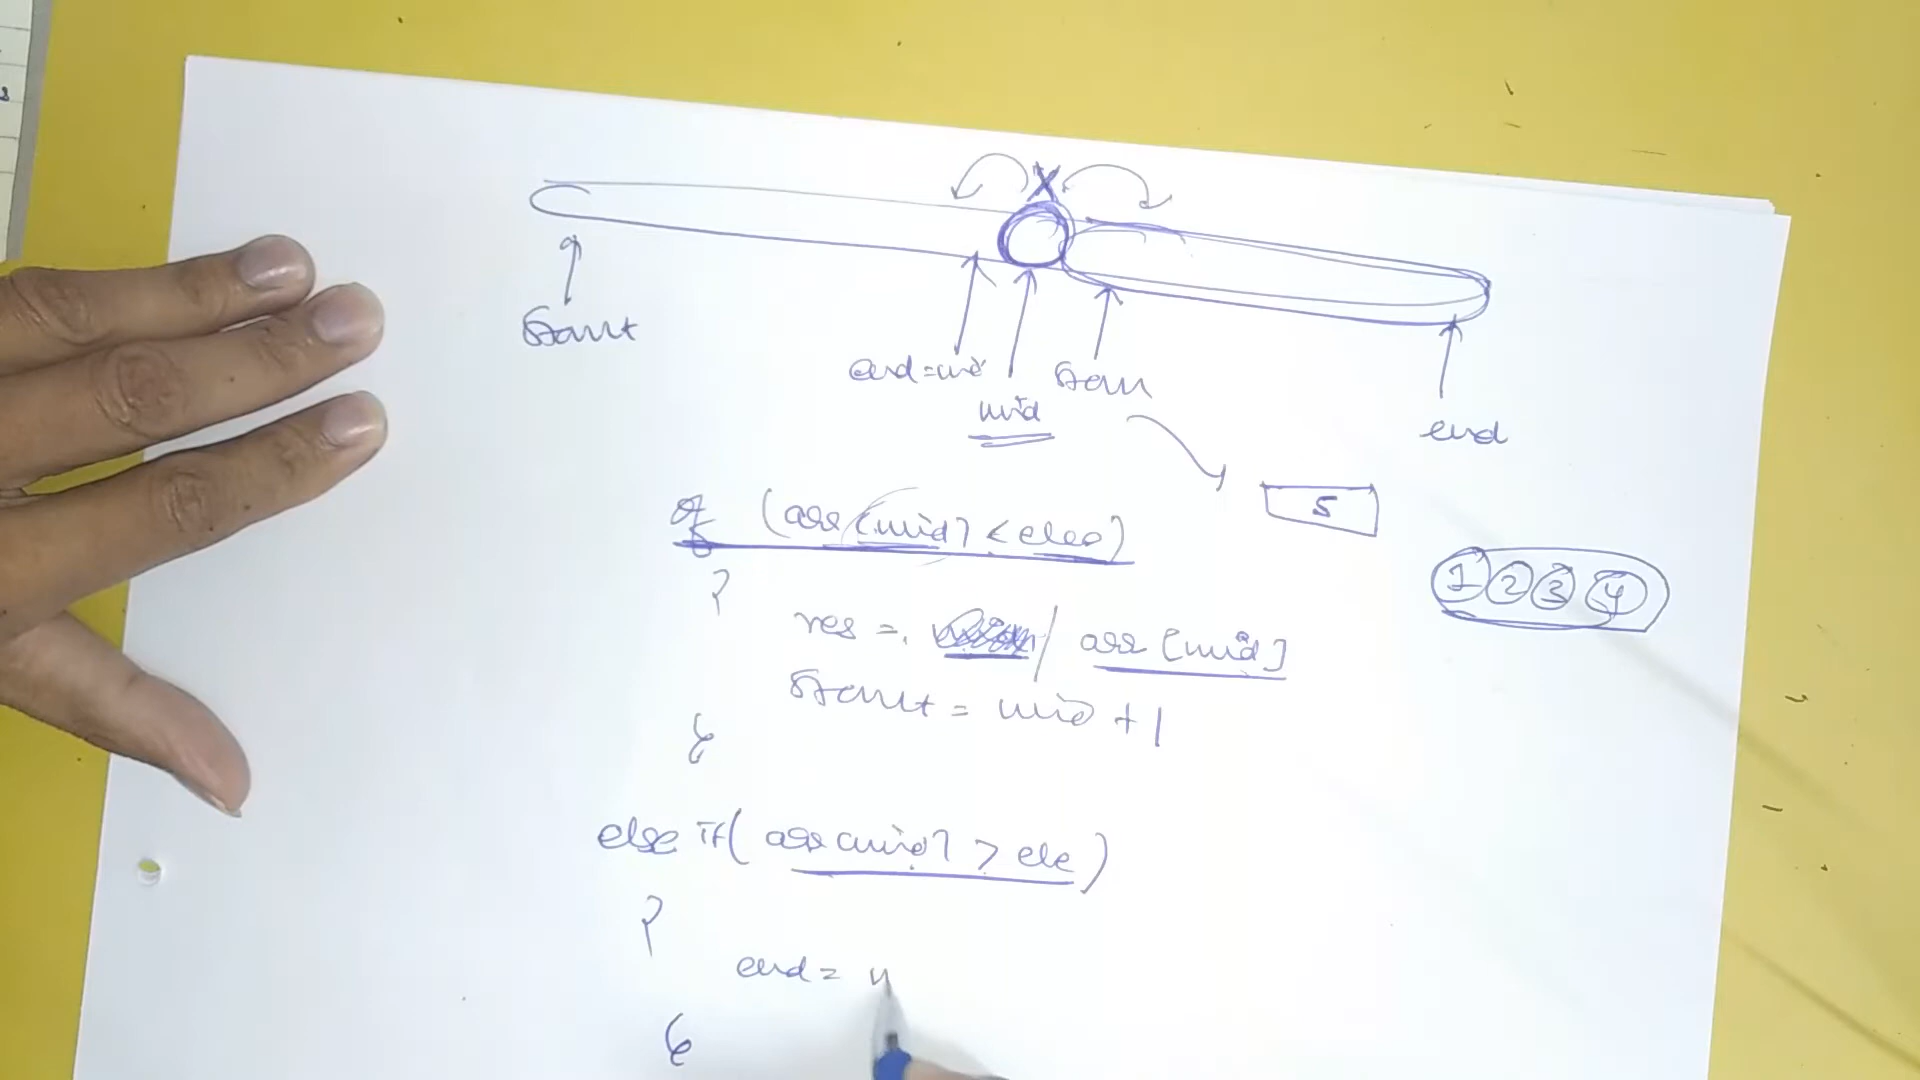 X
start
end=mid
start
mid
end
if (arr[mid] < ele)
5
{
1 2 3 4
res = arr[mid]
start = mid + 1
}
else if(arr[mid] > ele)
{
end =
}